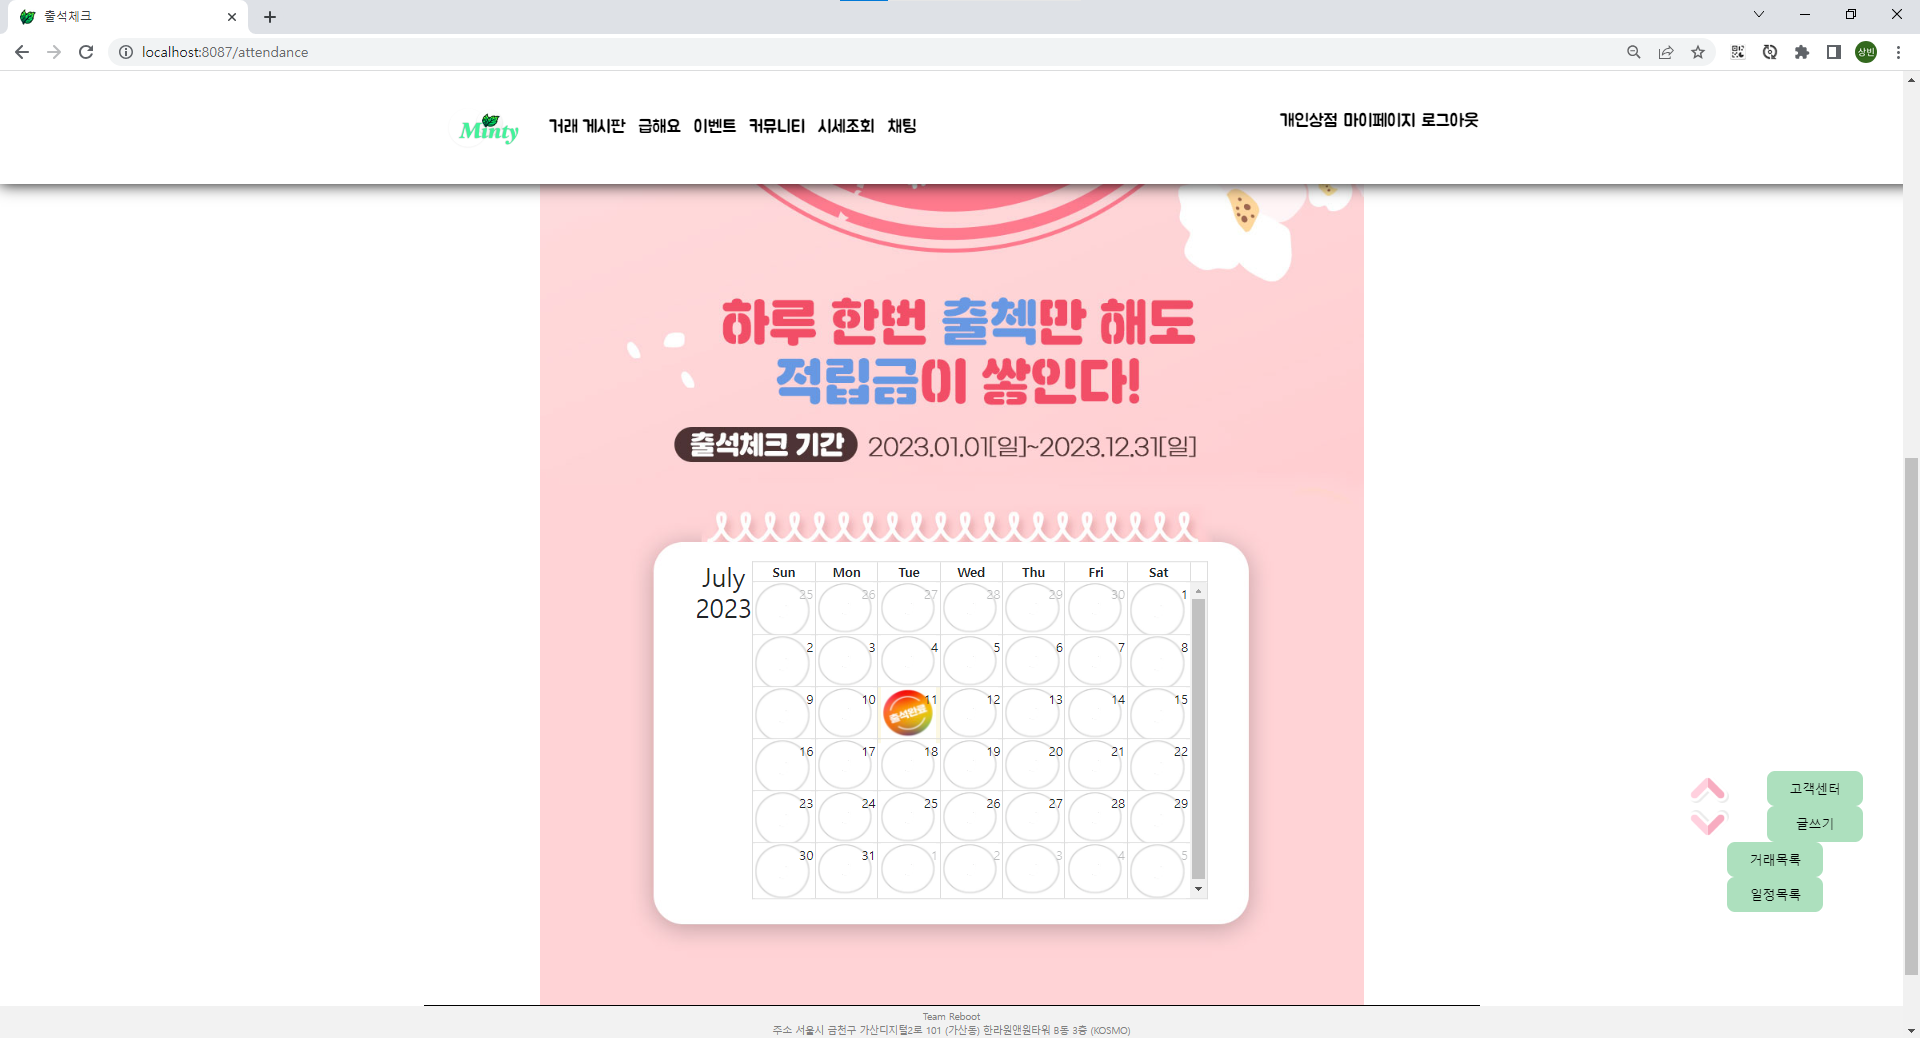 출석체크
localhost:8087/attendance
상빈
Minty
거래 게시판 급해요 이벤트 커뮤니티 시세조회 채팅
개인상점 마이페이지 로그아웃
하루 한번 출첵만 해도
적립금이 쌓인다!
출석체크 기간 2023.01.01[일]~2023.12.31[일]
July
2023
Sun Mon Tue Wed Thu Fri Sat
25 26 27 28 29 30 1
2 3 4 5 6 7 8
9 10 11 12 13 14 15
출석완료
16 17 18 19 20 21 22
23 24 25 26 27 28 29
30 31 1 2 3 4 5
고객센터
글쓰기
거래목록
일정목록
Team Reboot
주소 서울시 금천구 가산디지털2로 101 (가산동) 한라원앤원타워 B동 3층 (KOSMO)